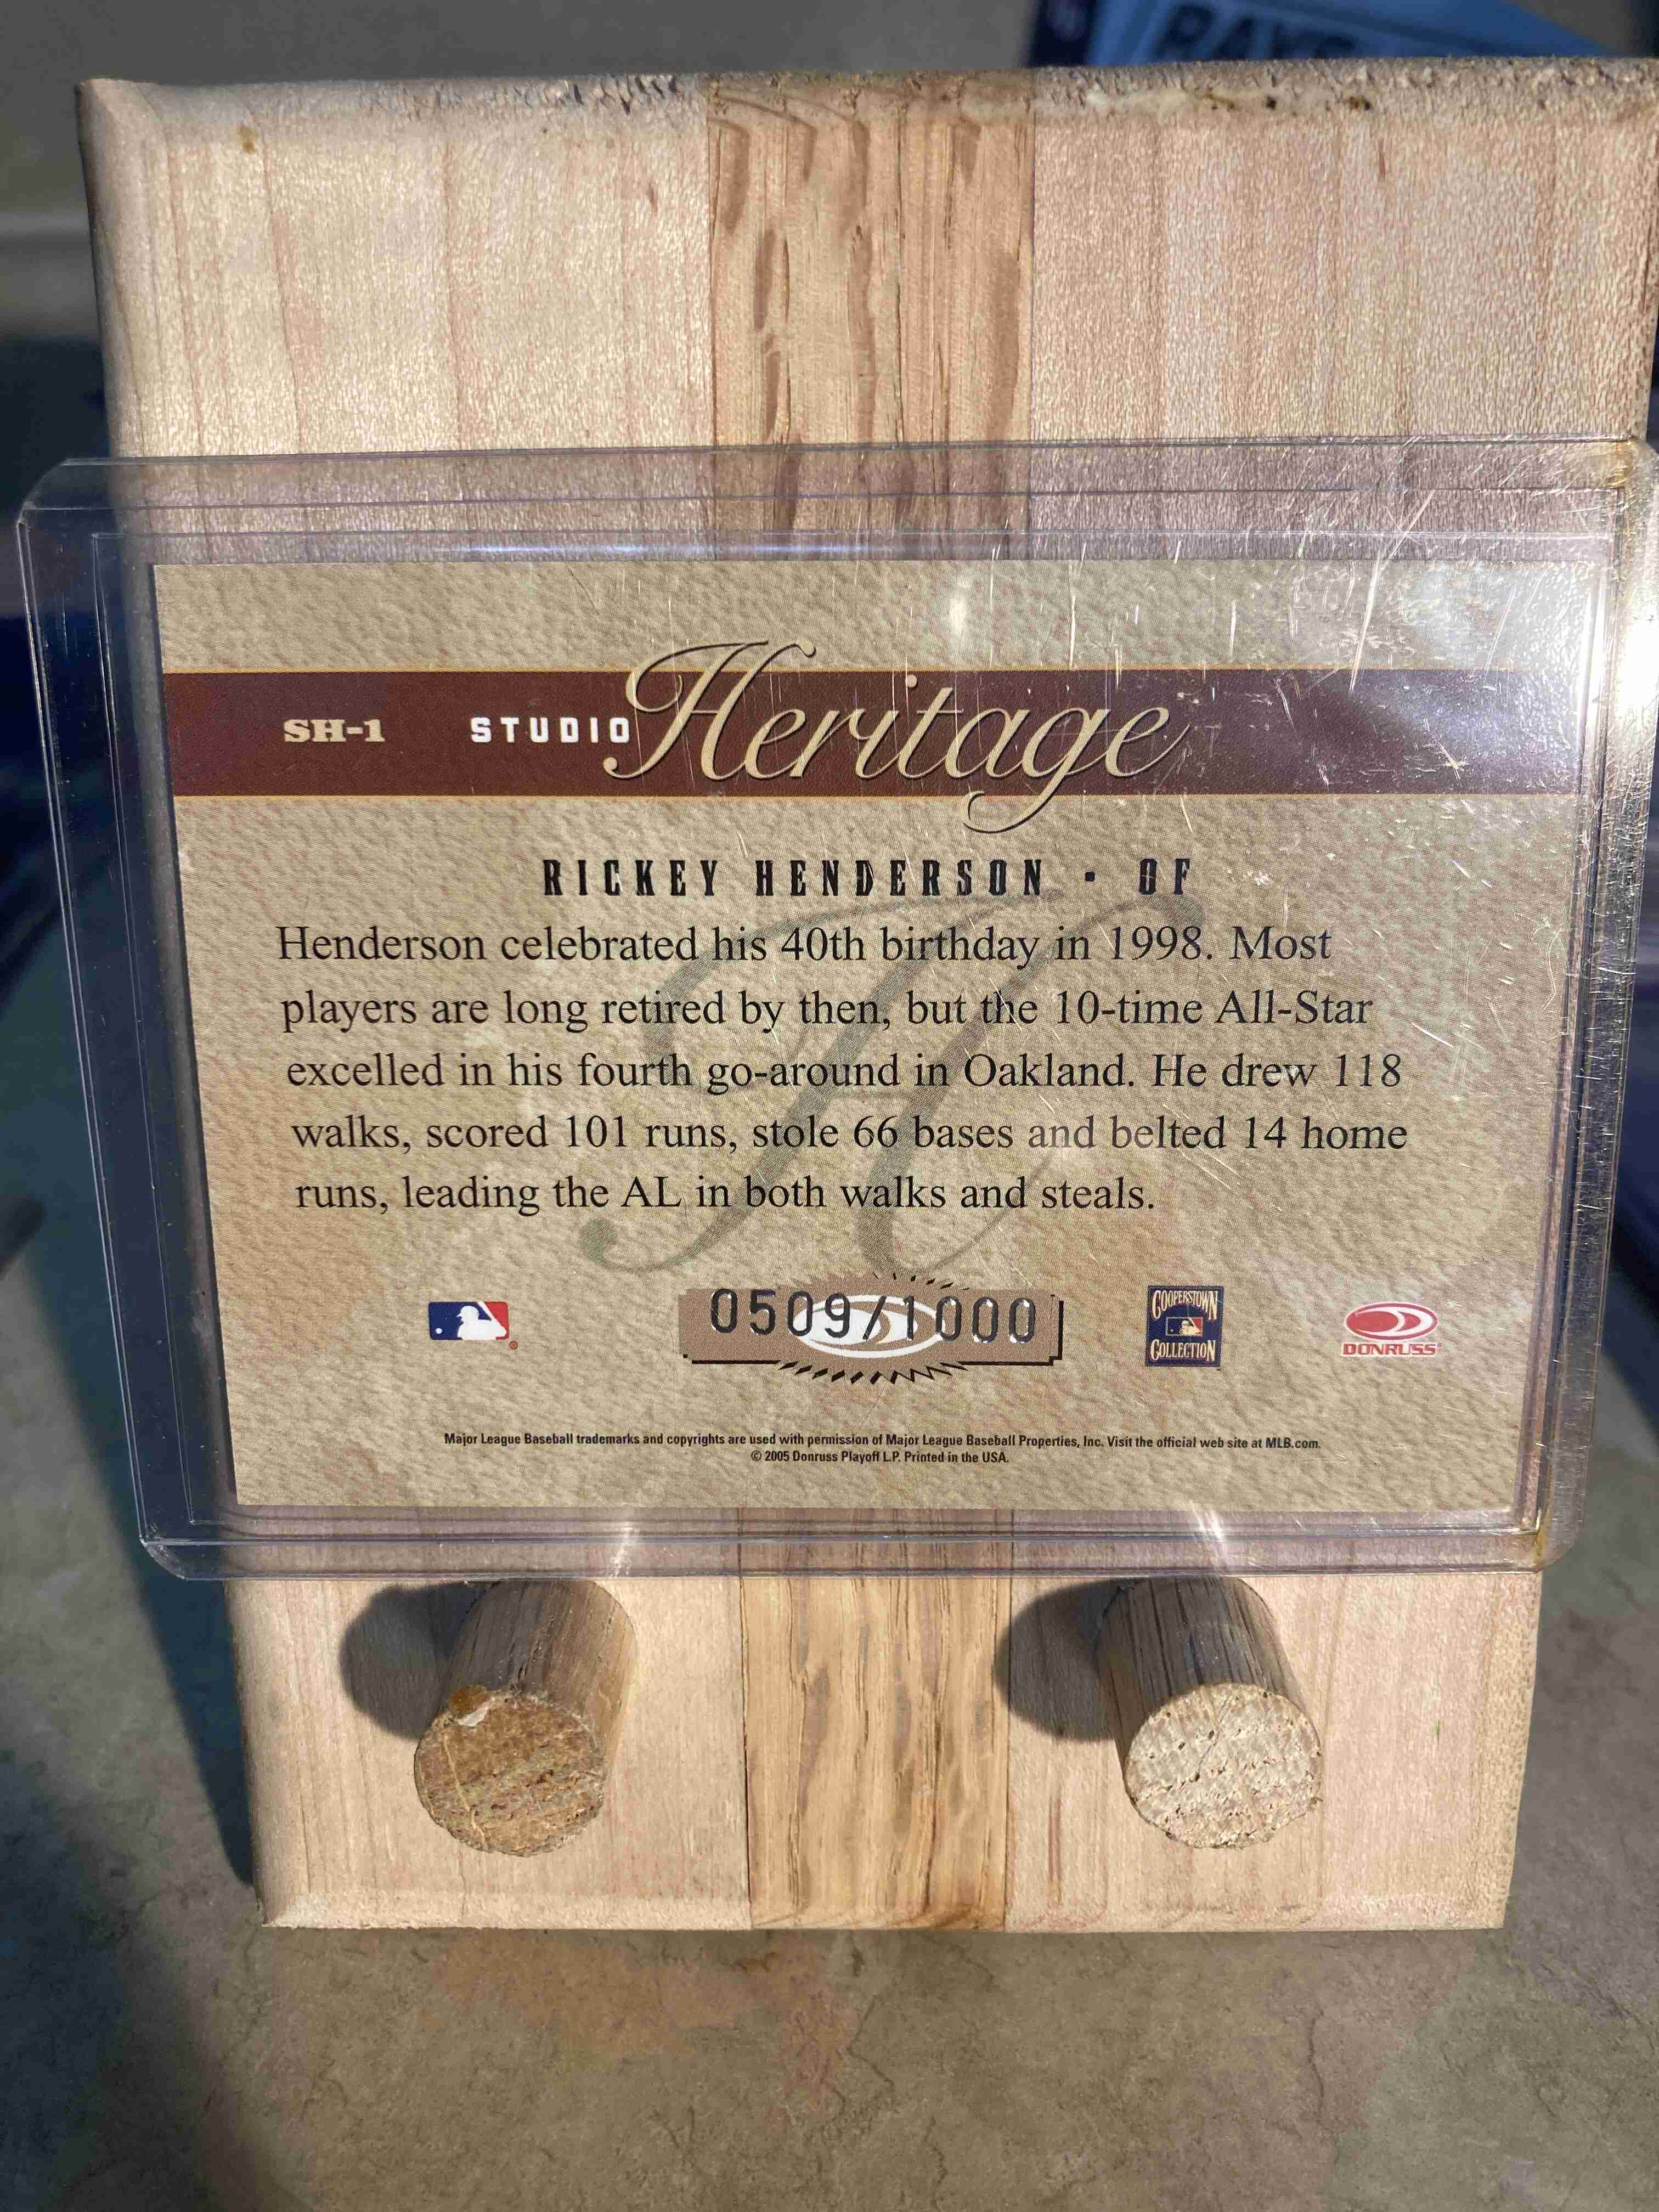 RAYS
SH-1 STUDIO Heritage
RICKEY HENDERSON · OF
Henderson celebrated his 40th birthday in 1998. Most
players are long retired by then, but the 10-time All-Star
excelled in his fourth go-around in Oakland. He drew 118
walks, scored 101 runs, stole 66 bases and belted 14 home
runs, leading the AL in both walks and steals.
0509/1000
COOPERSTOWN
COLLECTION
DONRUSS
Major League Baseball trademarks and copyrights are used with permission of Major League Baseball Properties, Inc. Visit the official web site at MLB.com.
© 2005 Donruss Playoff L.P. Printed in the USA.